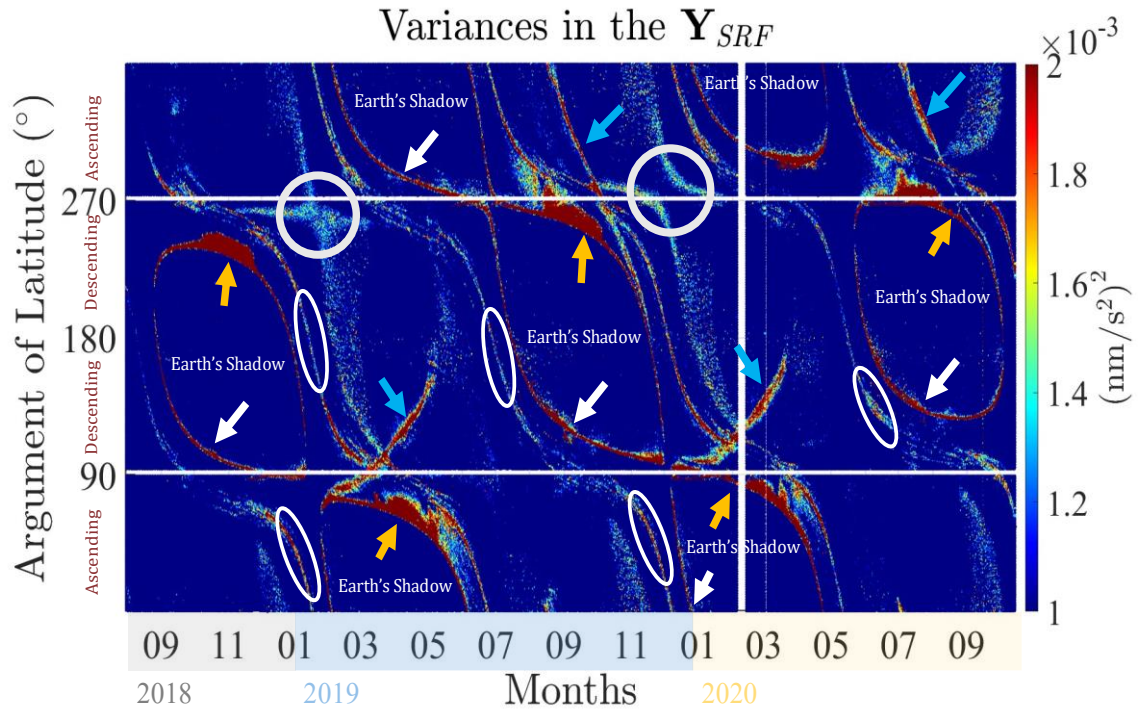 Variances in the Y_SRF
×10⁻³
Argument of Latitude (°)
Ascending
Descending
Descending
Ascending
270
180
90
Earth's Shadow
Earth's Shadow
Earth's Shadow
Earth's Shadow
Earth's Shadow
Earth's Shadow
Earth's Shadow
2
1.8
1.6
1.4
1.2
1
(nm/s²)²
09 11 01 03 05 07 09 11 01 03 05 07 09
2018 2019 Months 2020